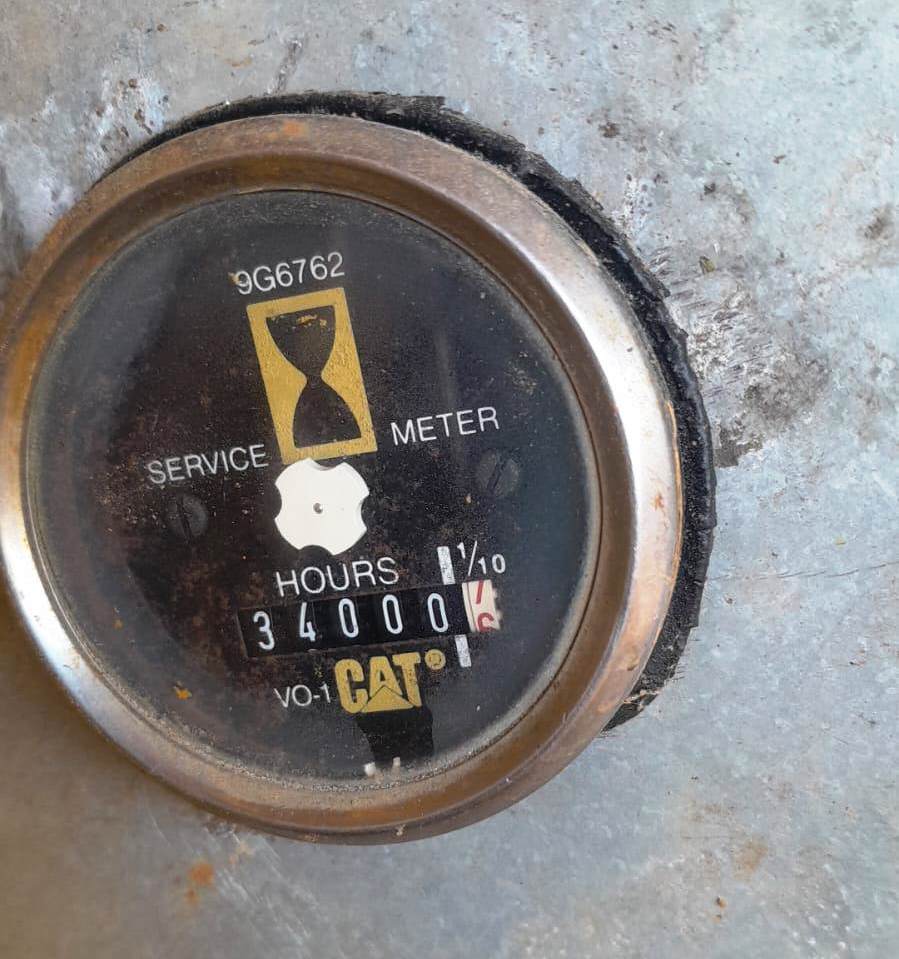 9G6762
SERVICE METER
HOURS 1/10
34000
VO-1 CAT®